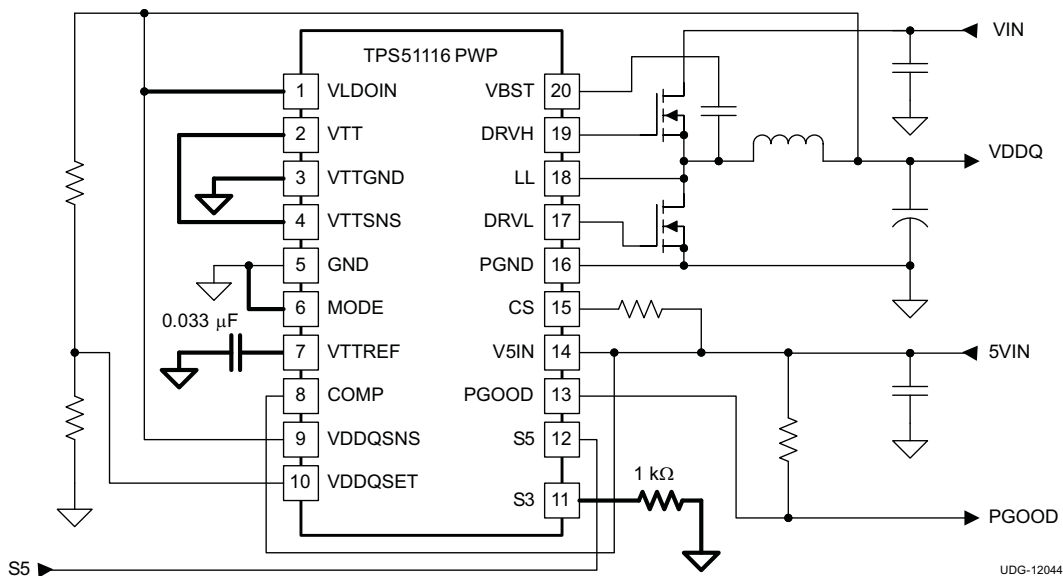 VIN
TPS51116 PWP
1 VLDOIN VBST 20
2 VTT DRVH 19
VDDQ
3 VTTGND LL 18
4 VTTSNS DRVL 17
5 GND PGND 16
6 MODE CS 15
0.033 µF
7 VTTREF V5IN 14
5VIN
8 COMP PGOOD 13
9 VDDQSNS S5 12
10 VDDQSET
1 kΩ
S3 11
PGOOD
S5
UDG-12044